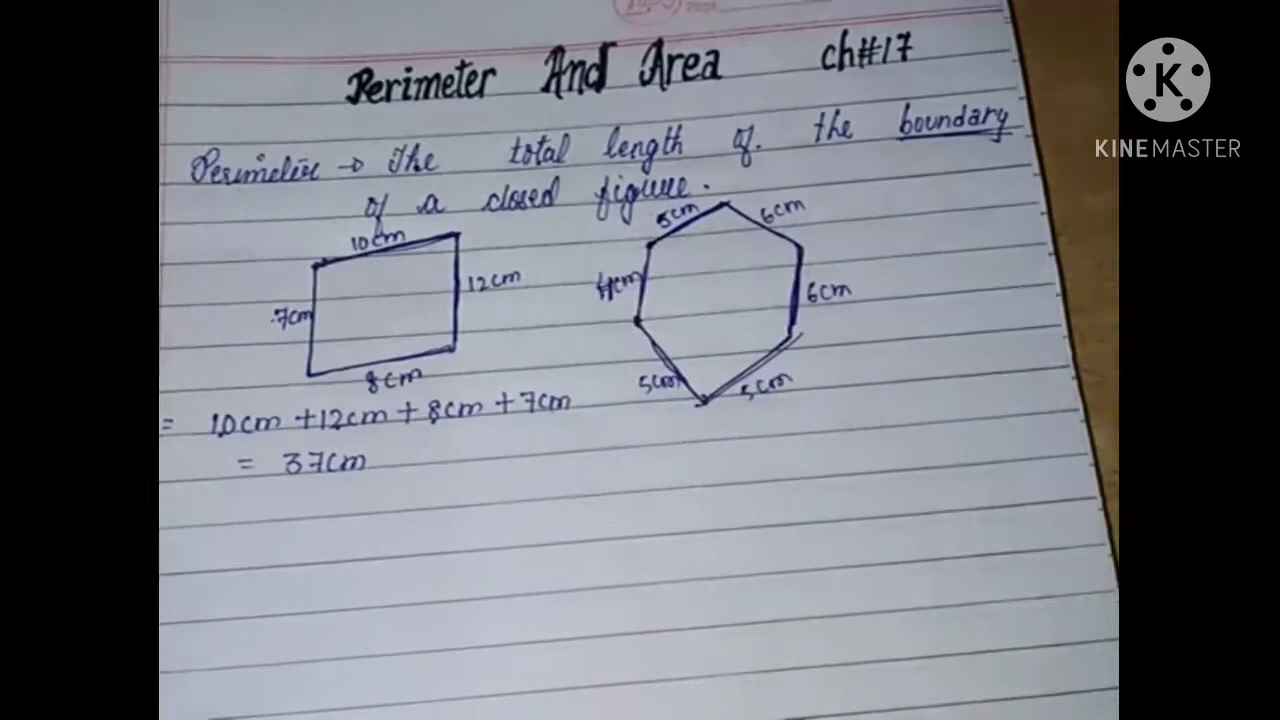 Perimeter And Area ch#17
Perimeter → The total length of the boundary
of a closed figure.
10cm
12cm
7cm
8cm
= 10cm +12cm + 8cm + 7cm
= 37cm
5cm
6cm
4cm
6cm
5cm
5cm
K
KINEMASTER